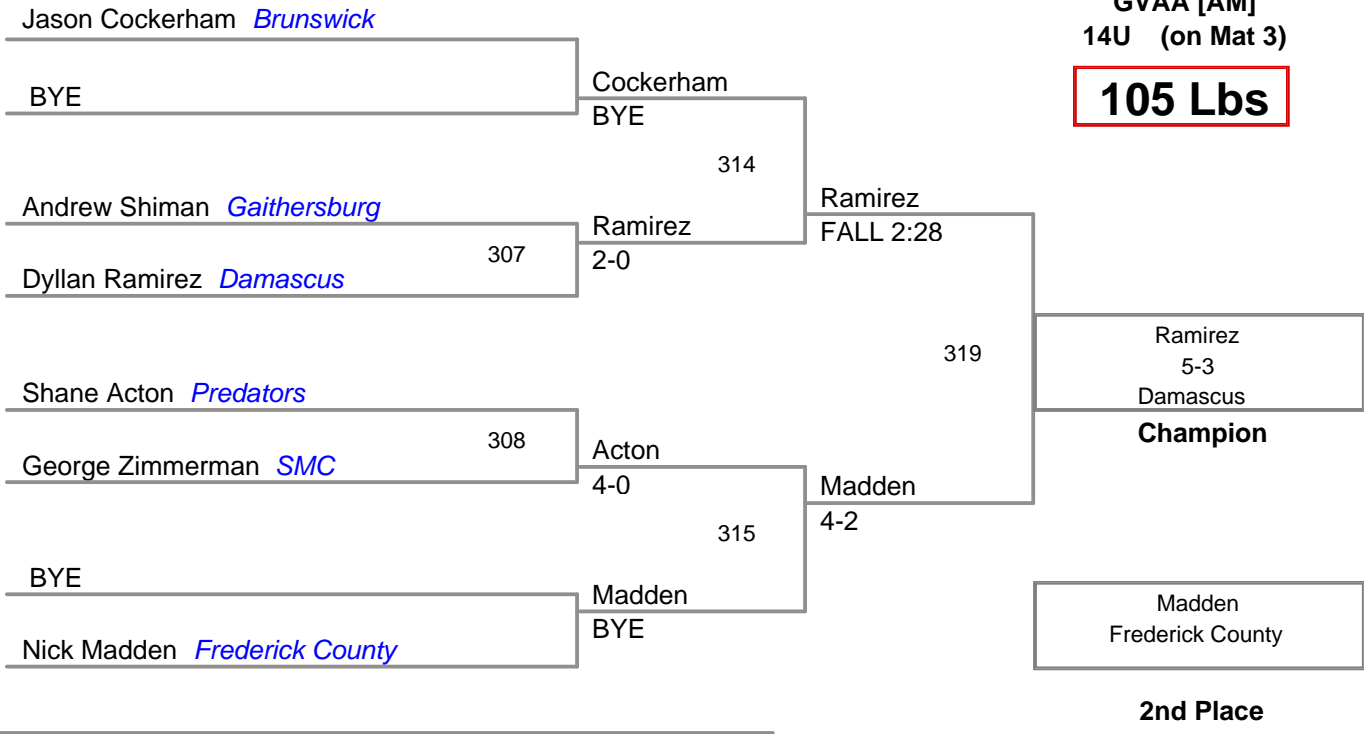 GVAA [AM]
14U (on Mat 3)
105 Lbs
Jason Cockerham Brunswick
BYE
Cockerham
BYE
314
Andrew Shiman Gaithersburg
307
Dyllan Ramirez Damascus
Ramirez
2-0
Ramirez
FALL 2:28
319
Shane Acton Predators
308
George Zimmerman SMC
Acton
4-0
315
Madden
4-2
BYE
Nick Madden Frederick County
Madden
BYE
Ramirez
5-3
Damascus
Champion
Madden
Frederick County
2nd Place